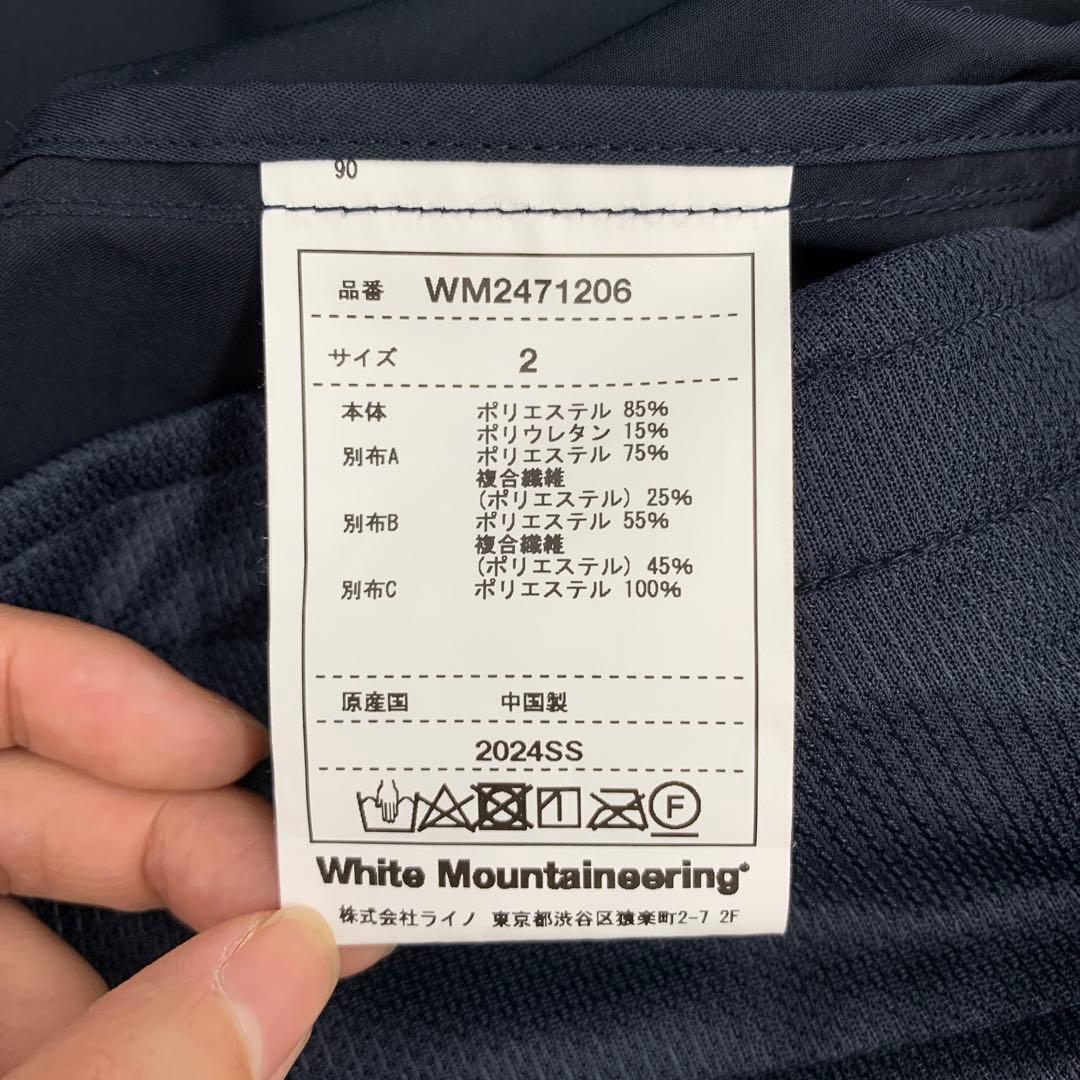 90
品番 WM2471206
サイズ 2
本体 ポリエステル 85%
ポリウレタン 15%
別布A ポリエステル 75%
複合繊維
(ポリエステル) 25%
別布B ポリエステル 55%
複合繊維
(ポリエステル) 45%
別布C ポリエステル 100%
原産国 中国製
2024SS
F
White Mountaineering
株式会社ライノ 東京都渋谷区猿楽町2-7 2F